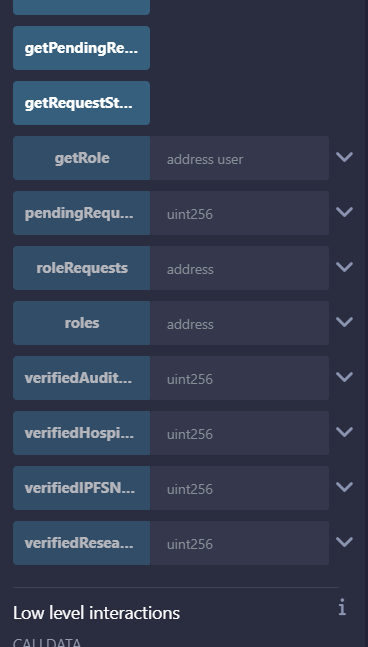 getPendingRe...
getRequestSt...
getRole address user
pendingRequ... uint256
roleRequests address
roles address
verifiedAudit... uint256
verifiedHospi... uint256
verifiedIPFSN... uint256
verifiedResea... uint256
Low level interactions i
CALLDATA